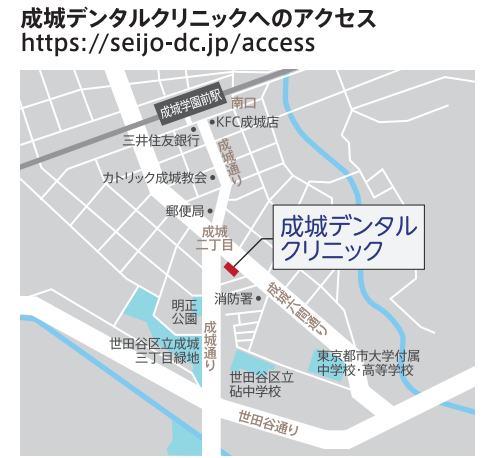 成城デンタルクリニックへのアクセス
https://seijo-dc.jp/access
成城学園前駅
南口
KFC成城店
三井住友銀行
成城通り
カトリック成城教会
郵便局
成城
二丁目
成城デンタル
クリニック
消防署
成城六間通り
明正
公園
成城通り
世田谷区立成城
三丁目緑地
世田谷区立
砧中学校
東京都市大学付属
中学校・高等学校
世田谷通り